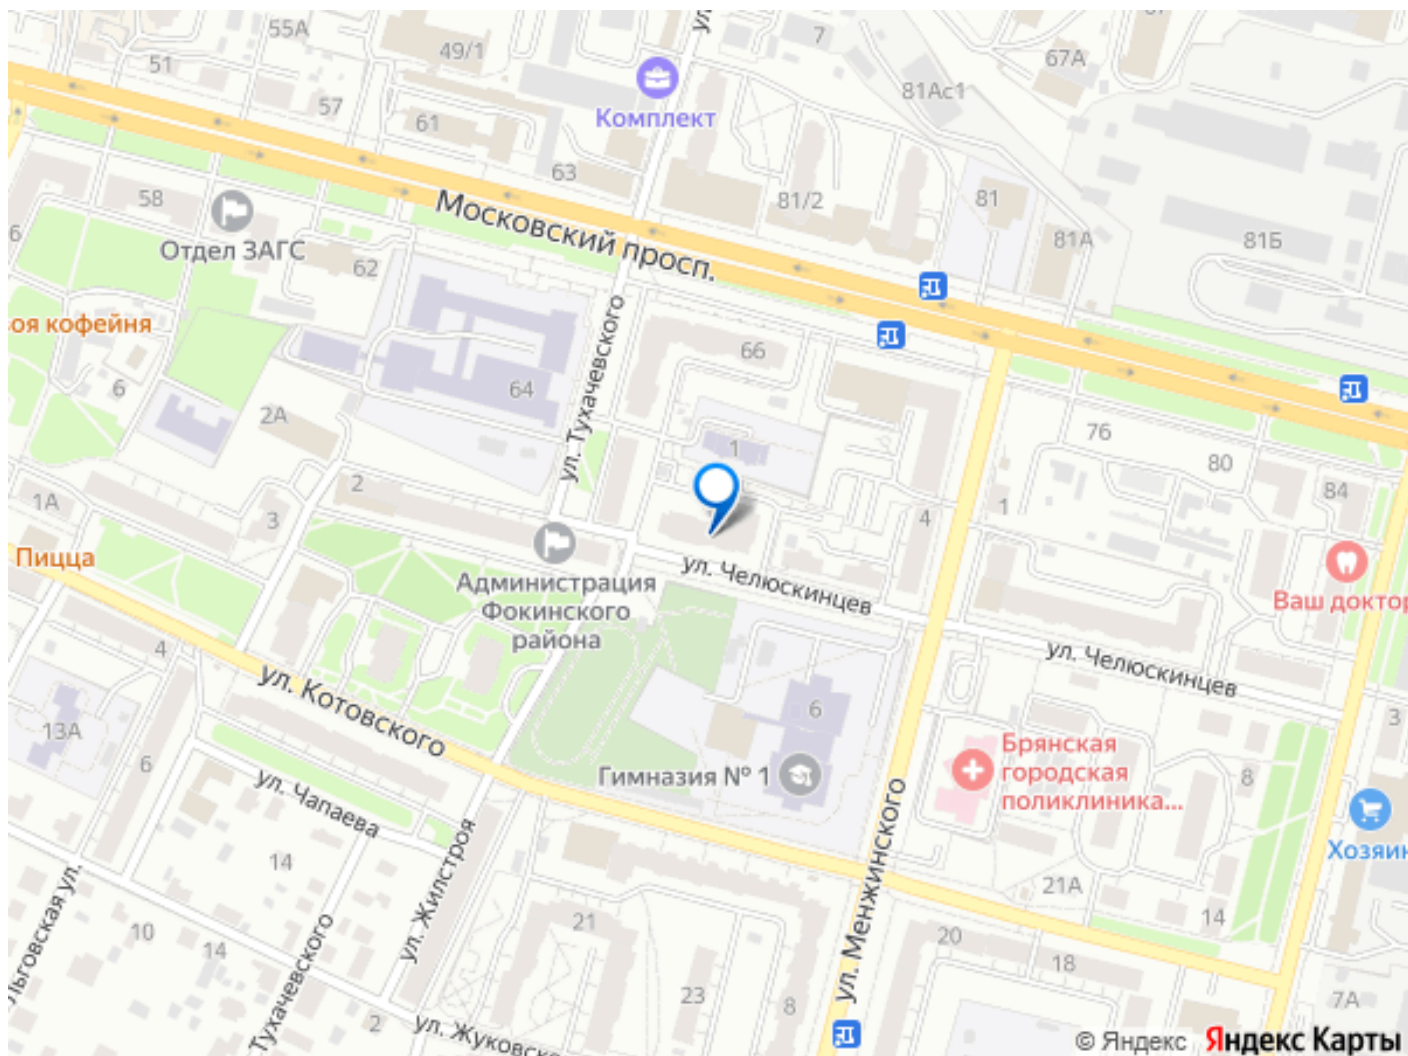 55А
49/1
ул.
7
67А
51
81Ас1
57
Комплект
61
63
58
81/2
81
Московский просп.
Отдел ЗАГС
81А
81Б
6
62
воя кофейня
66
ул. Тухачевского
6
64
2А
76
1
80
2
84
1А
3
4
1
Пицца
ул. Челюскинцев
Администрация
Фокинского
района
Ваш доктор
4
ул. Котовского
ул. Челюскинцев
6
3
13А
6
Гимназия № 1
Брянская
городская
поликлиника...
8
ул. Чапаева
ул. Менжинского
Хозяин
14
ул. Жилстроя
21А
льговская ул.
10
14
Тухачевского
21
14
20
18
23
8
7А
2
ул. Жуковско
© Яндекс Яндекс Карты